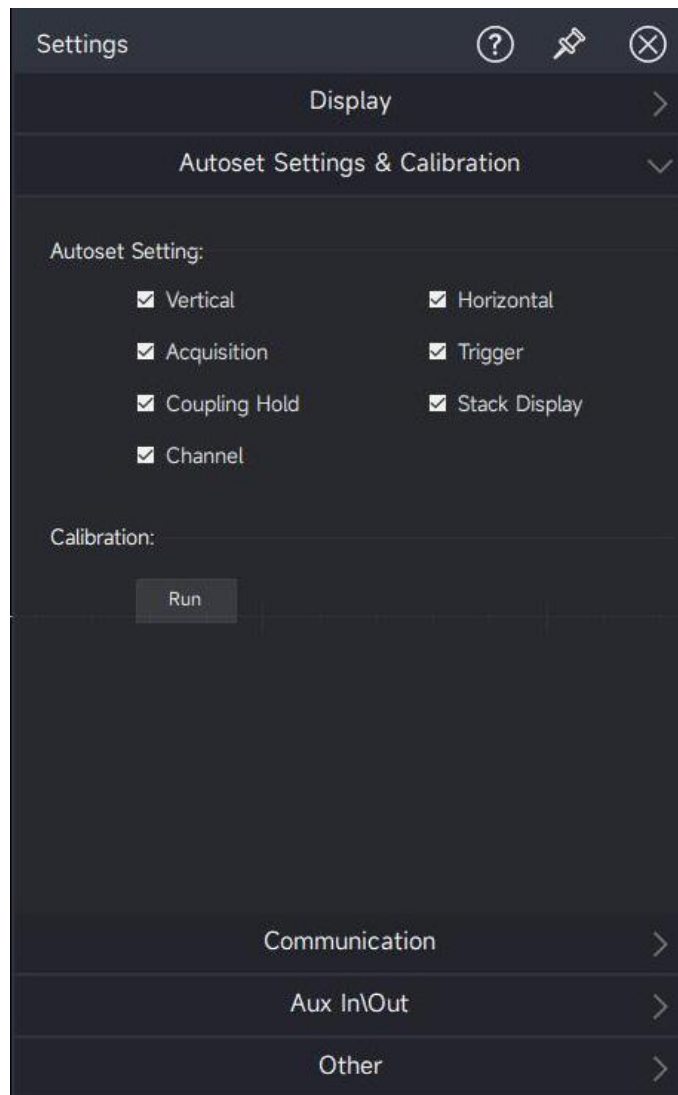 Settings
Display
Autoset Settings & Calibration
Autoset Setting:
Vertical Horizontal
Acquisition Trigger
Coupling Hold Stack Display
Channel
Calibration:
Run
Communication
Aux In\Out
Other